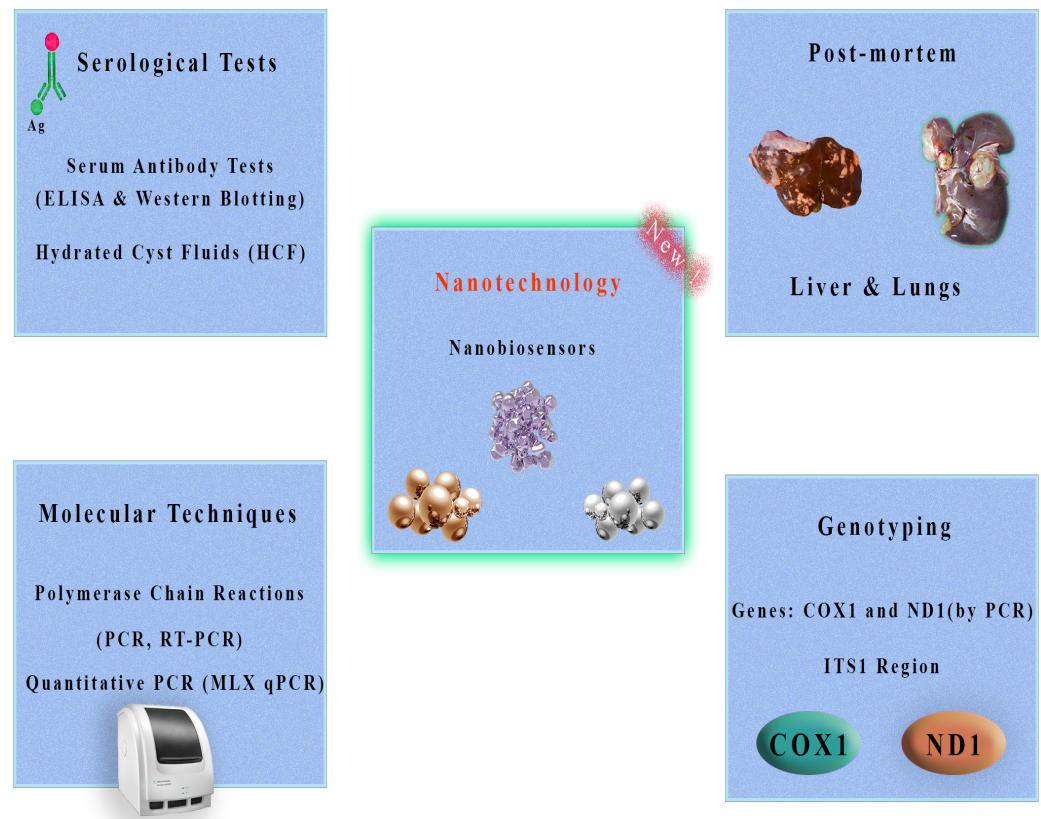 Serological Tests
Ag
Serum Antibody Tests
(ELISA & Western Blotting)
Hydrated Cyst Fluids (HCF)
Post-mortem
Liver & Lungs
New !
Nanotechnology
Nanobiosensors
Molecular Techniques
Polymerase Chain Reactions
(PCR, RT-PCR)
Quantitative PCR (MLX qPCR)
Genotyping
Genes: COX1 and ND1(by PCR)
ITS1 Region
COX1
ND1